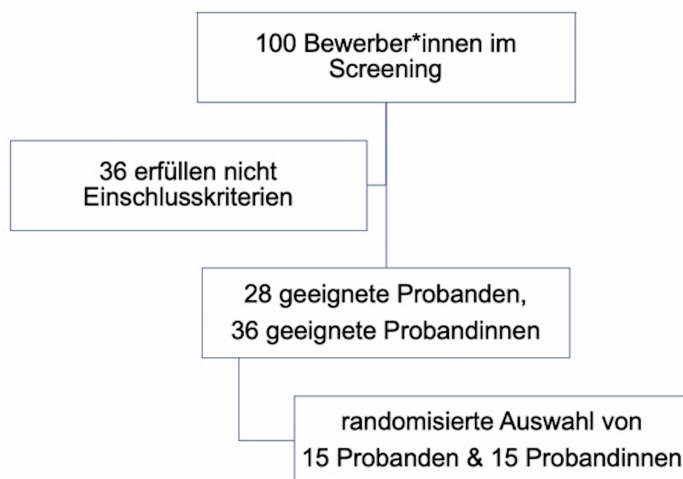 100 Bewerber*innen im
Screening
36 erfüllen nicht
Einschlusskriterien
28 geeignete Probanden,
36 geeignete Probandinnen
randomisierte Auswahl von
15 Probanden & 15 Probandinnen